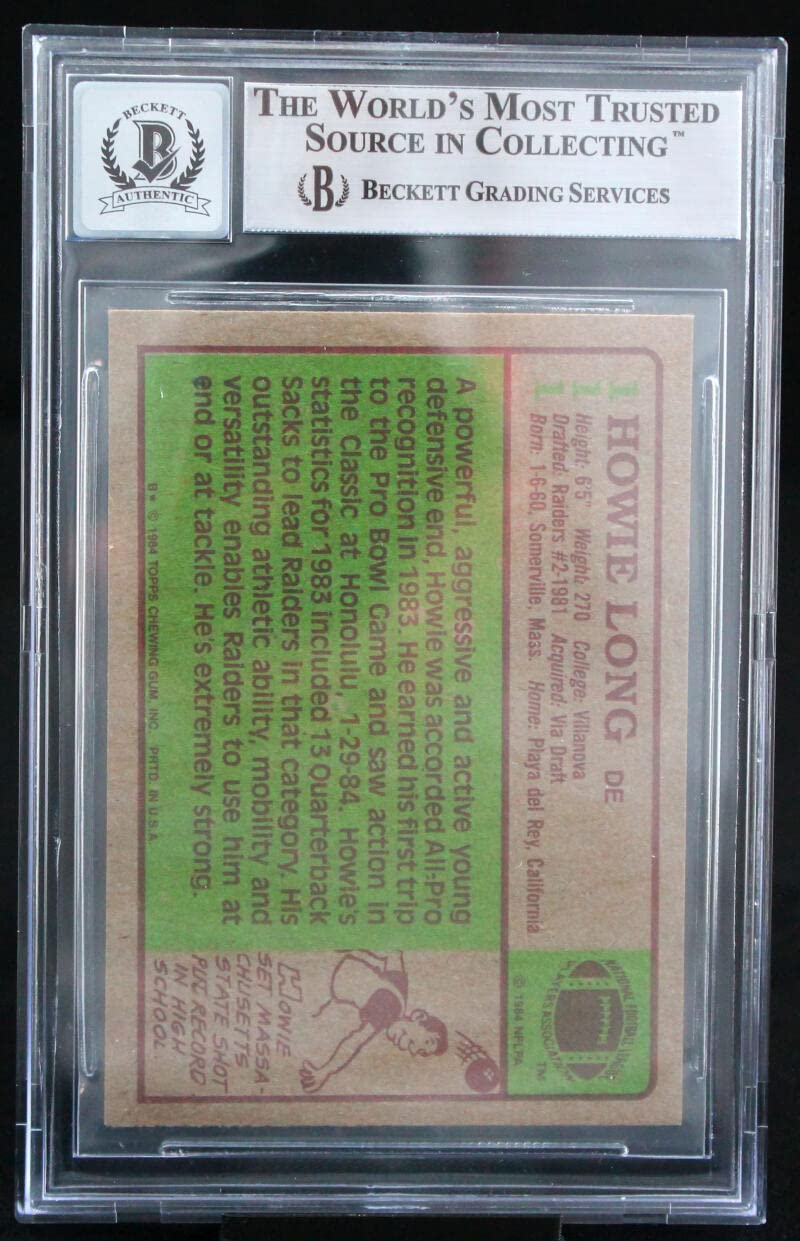 BECKETT
B
AUTHENTIC
THE WORLD'S MOST TRUSTED
SOURCE IN COLLECTING™
B BECKETT GRADING SERVICES
111
HOWIE LONG DE
Height: 6'5" Weight: 270 College: Villanova
Drafted: Raiders #2-1981 Acquired: Via Draft
Born: 1-6-60, Somerville, Mass. Home: Playa del Rey, California
NATIONAL FOOTBALL LEAGUE
PLAYERS ASSOCIATION
TM
© 1984 NFLPA
A powerful, aggressive and active young
defensive end, Howie was accorded All-Pro
recognition in 1983. He earned his first trip
to the Pro Bowl Game and saw action in
the Classic at Honolulu, 1-29-84. Howie's
statistics for 1983 included 13 Quarterback
Sacks to lead Raiders in that category. His
outstanding athletic ability, mobility and
versatility enables Raiders to use him at
end or at tackle. He's extremely strong.
HOWIE
SET MASSA-
CHUSETTS
STATE SHOT
PUT RECORD
IN HIGH
SCHOOL
B* © 1984 TOPPS CHEWING GUM, INC. PRTD. IN U.S.A.